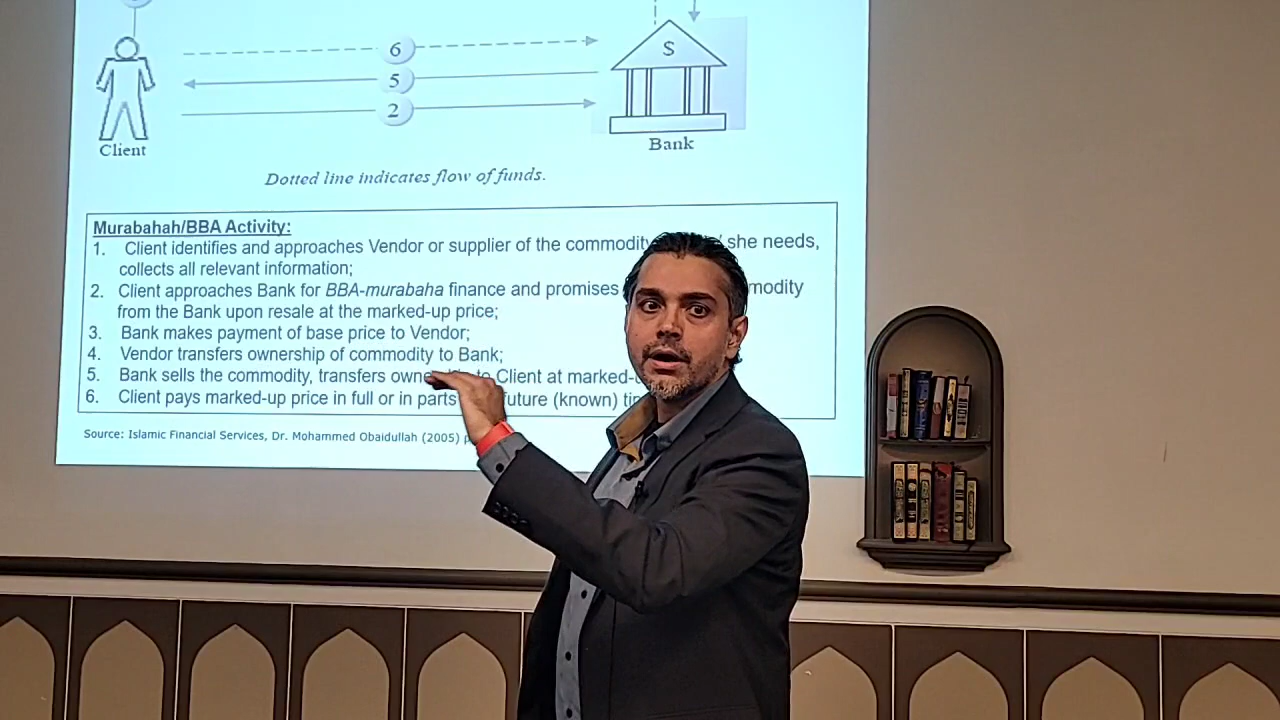 6
5
2
S
Client
Bank
Dotted line indicates flow of funds.
Murabahah/BBA Activity:
1. Client identifies and approaches Vendor or supplier of the commodity she needs,
collects all relevant information;
2. Client approaches Bank for BBA-murabaha finance and promises
from the Bank upon resale at the marked-up price;
3. Bank makes payment of base price to Vendor;
4. Vendor transfers ownership of commodity to Bank;
5. Bank sells the commodity, transfers to Client at
6. Client pays marked-up price in full or in parts future (known)
Source: Islamic Financial Services, Dr. Mohammed Obaidullah (2005)